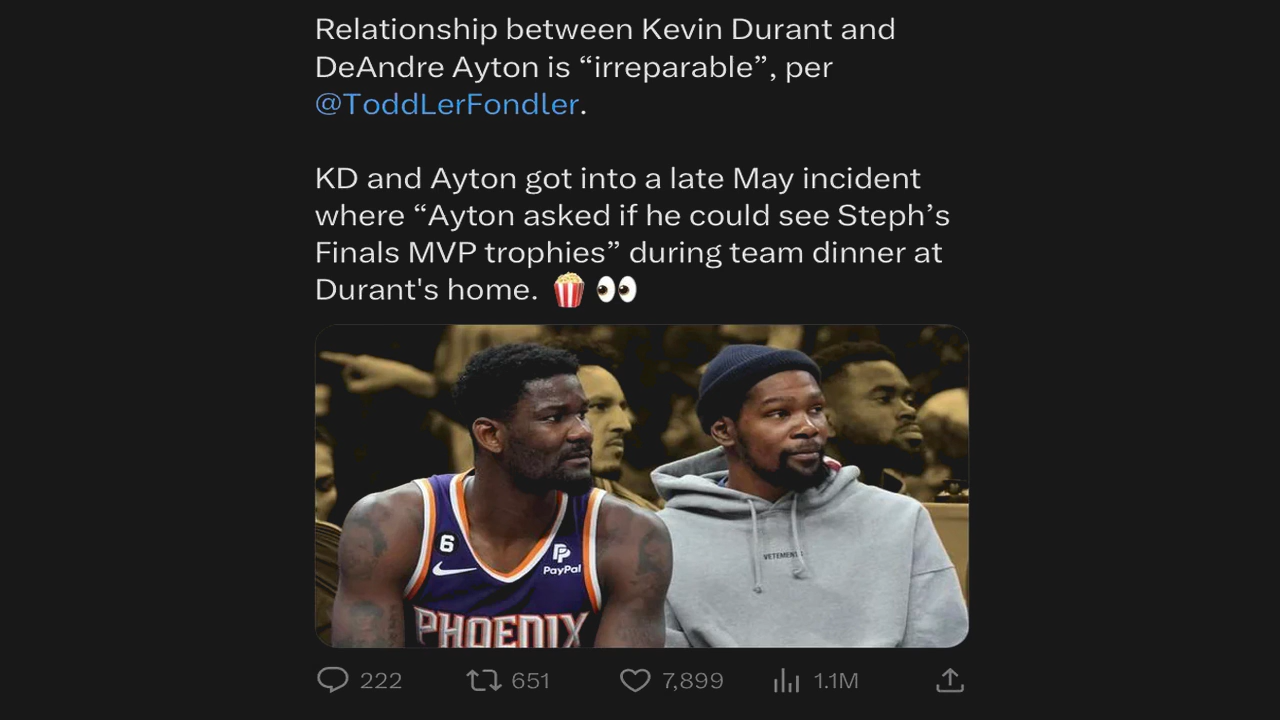 Relationship between Kevin Durant and
DeAndre Ayton is “irreparable”, per
@ToddLerFondler.
KD and Ayton got into a late May incident
where “Ayton asked if he could see Steph’s
Finals MVP trophies” during team dinner at
Durant's home. 🍿 👀
6
PayPal
VETEMENTS
PHOENIX
222 651 7,899 1.1M